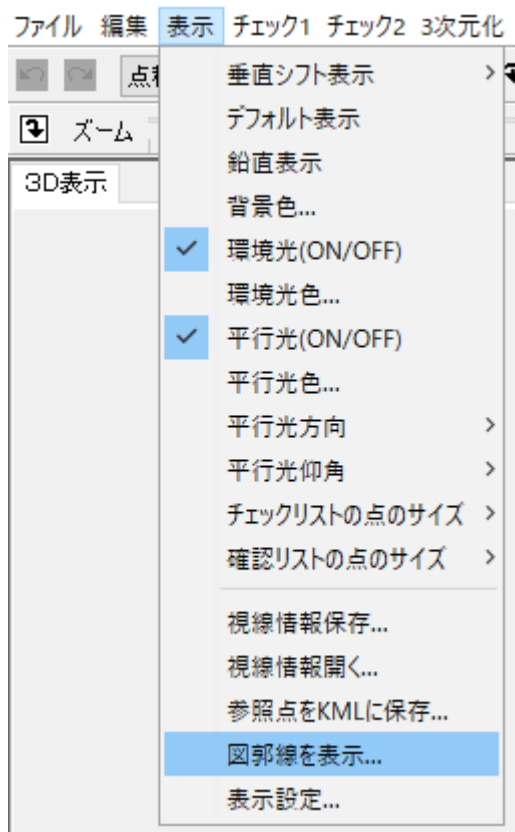 ファイル 編集 表示 チェック1 チェック2 3次元化
ズーム
3D表示
垂直シフト表示
デフォルト表示
鉛直表示
背景色...
環境光(ON/OFF)
環境光色...
平行光(ON/OFF)
平行光色...
平行光方向
平行光仰角
チェックリストの点のサイズ
確認リストの点のサイズ
視線情報保存...
視線情報開く...
参照点をKMLに保存...
図郭線を表示...
表示設定...